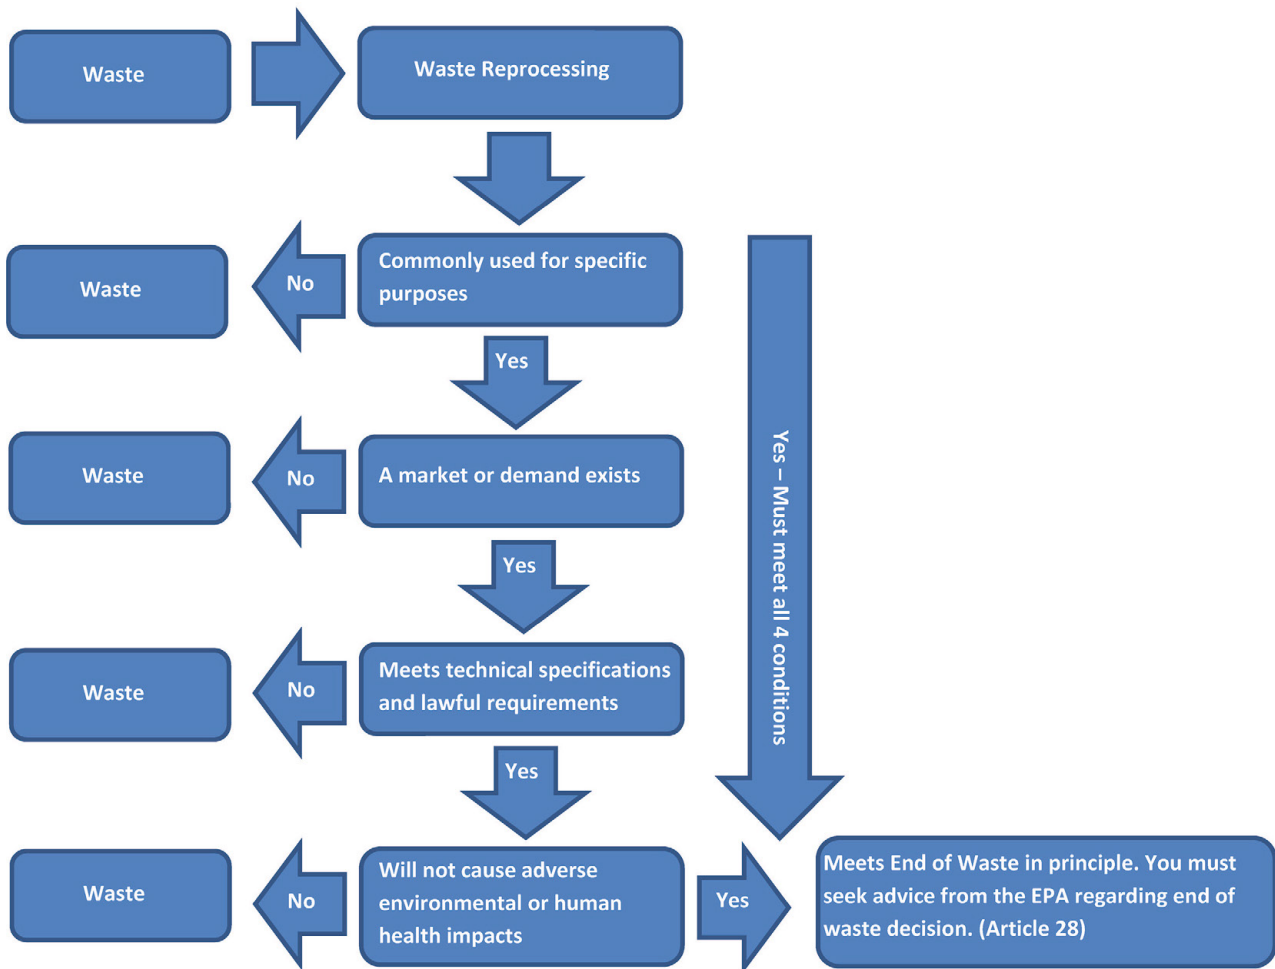 Waste
Waste Reprocessing
Commonly used for specific
purposes
No
Waste
Yes
A market or demand exists
No
Waste
Yes
Meets technical specifications
and lawful requirements
No
Waste
Yes
Will not cause adverse
environmental or human
health impacts
No
Waste
Yes
Yes – Must meet all 4 conditions
Meets End of Waste in principle. You must
seek advice from the EPA regarding end of
waste decision. (Article 28)